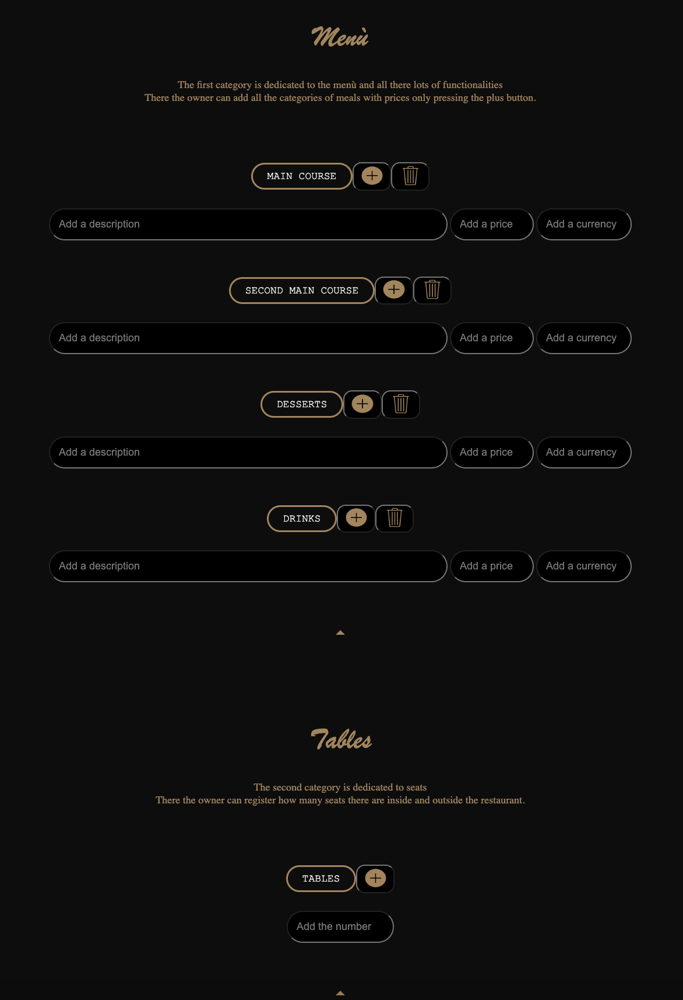 Menù
The first category is dedicated to the menù and all there lots of functionalities
There the owner can add all the categories of meals with prices only pressing the plus button.
MAIN COURSE
Add a description Add a price Add a currency
SECOND MAIN COURSE
Add a description Add a price Add a currency
DESSERTS
Add a description Add a price Add a currency
DRINKS
Add a description Add a price Add a currency
Tables
The second category is dedicated to seats
There the owner can register how many seats there are inside and outside the restaurant.
TABLES
Add the number